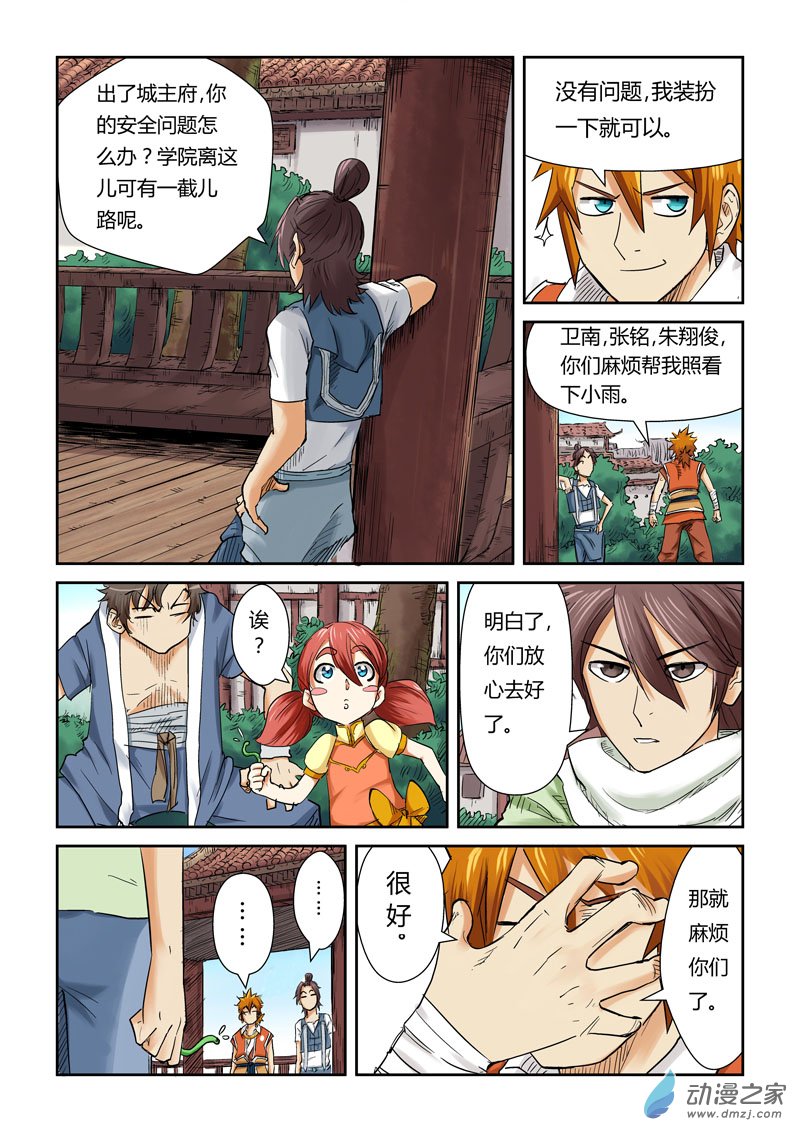 出了城主府,你
的安全问题怎
么办?学院离这
儿可有一截儿
路呢。
没有问题,我装扮
一下就可以。
卫南,张铭,朱翔俊,
你们麻烦帮我照看
下小雨。
诶
?
明白了,
你们放
心去好
了。
……
……
很好。
那就
麻烦
你们
了。
动漫之家
www.dmzj.com